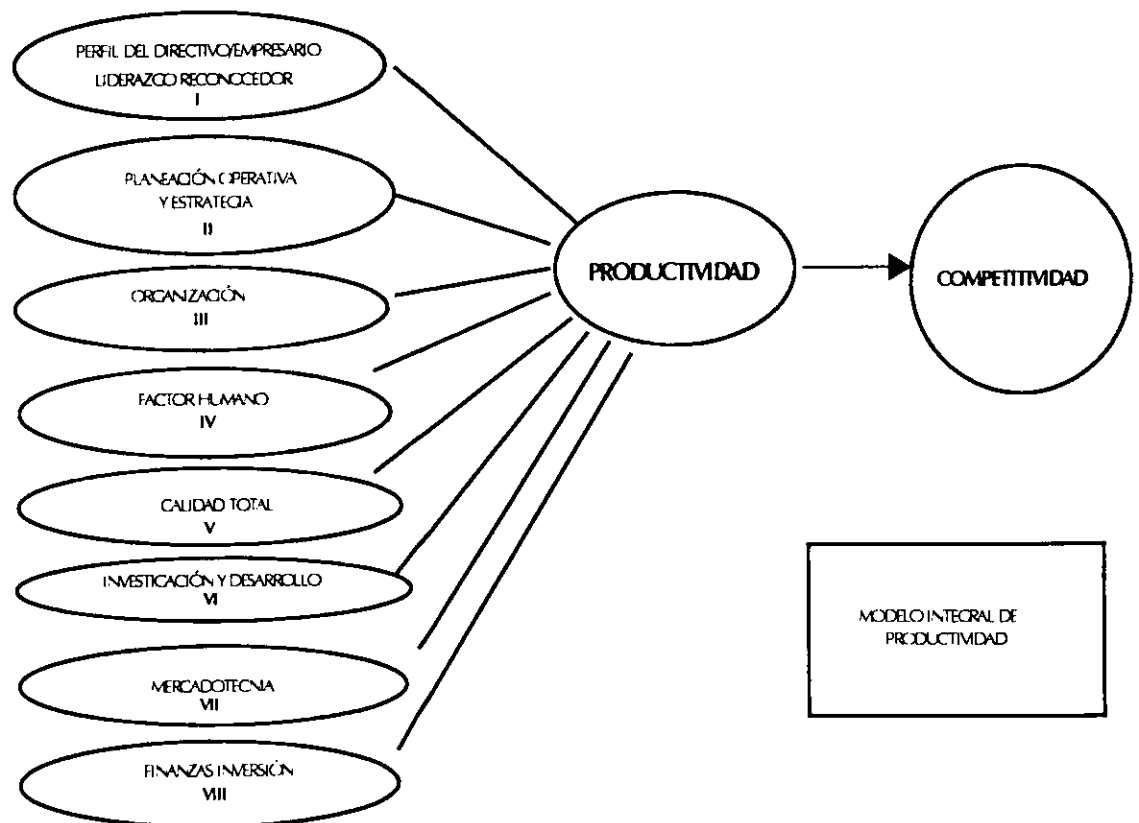 PERFIL DEL DIRECTIVO/EMPRESARIO
LIDERAZGO RECONOCEDOR
I
PLANEACIÓN OPERATIVA
Y ESTRATEGIA
II
ORGANIZACIÓN
III
FACTOR HUMANO
IV
CALIDAD TOTAL
V
INVESTIGACIÓN Y DESARROLLO
VI
MERCADOTECNIA
VII
FINANZAS INVERSIÓN
VIII
PRODUCTIVIDAD
COMPETITIVIDAD
MODELO INTEGRAL DE
PRODUCTIVIDAD